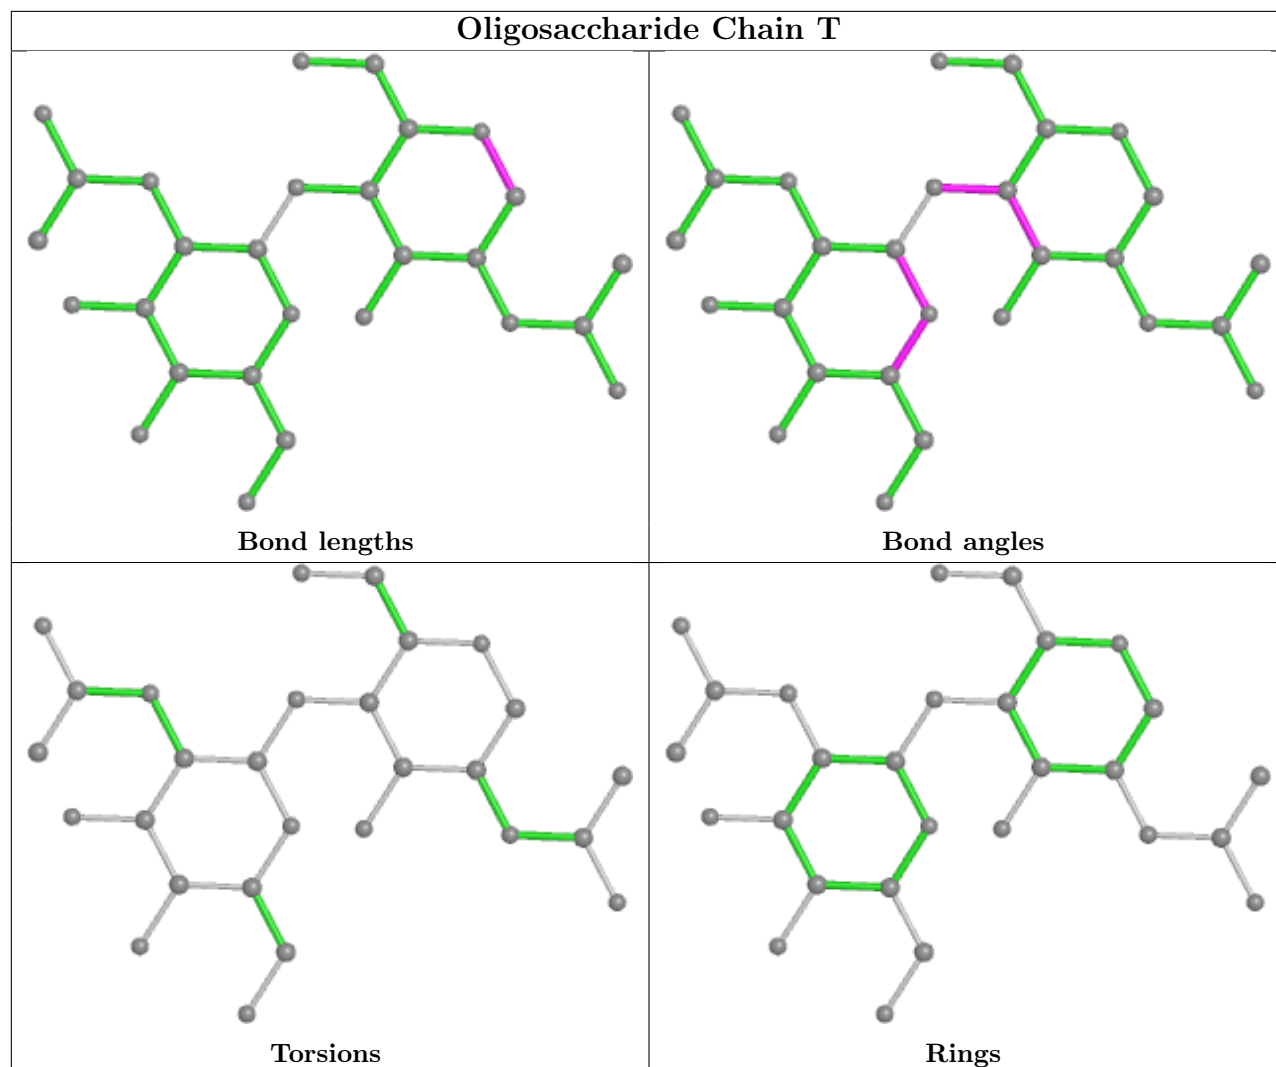 Oligosaccharide Chain T
Bond lengths
Bond angles
Torsions
Rings